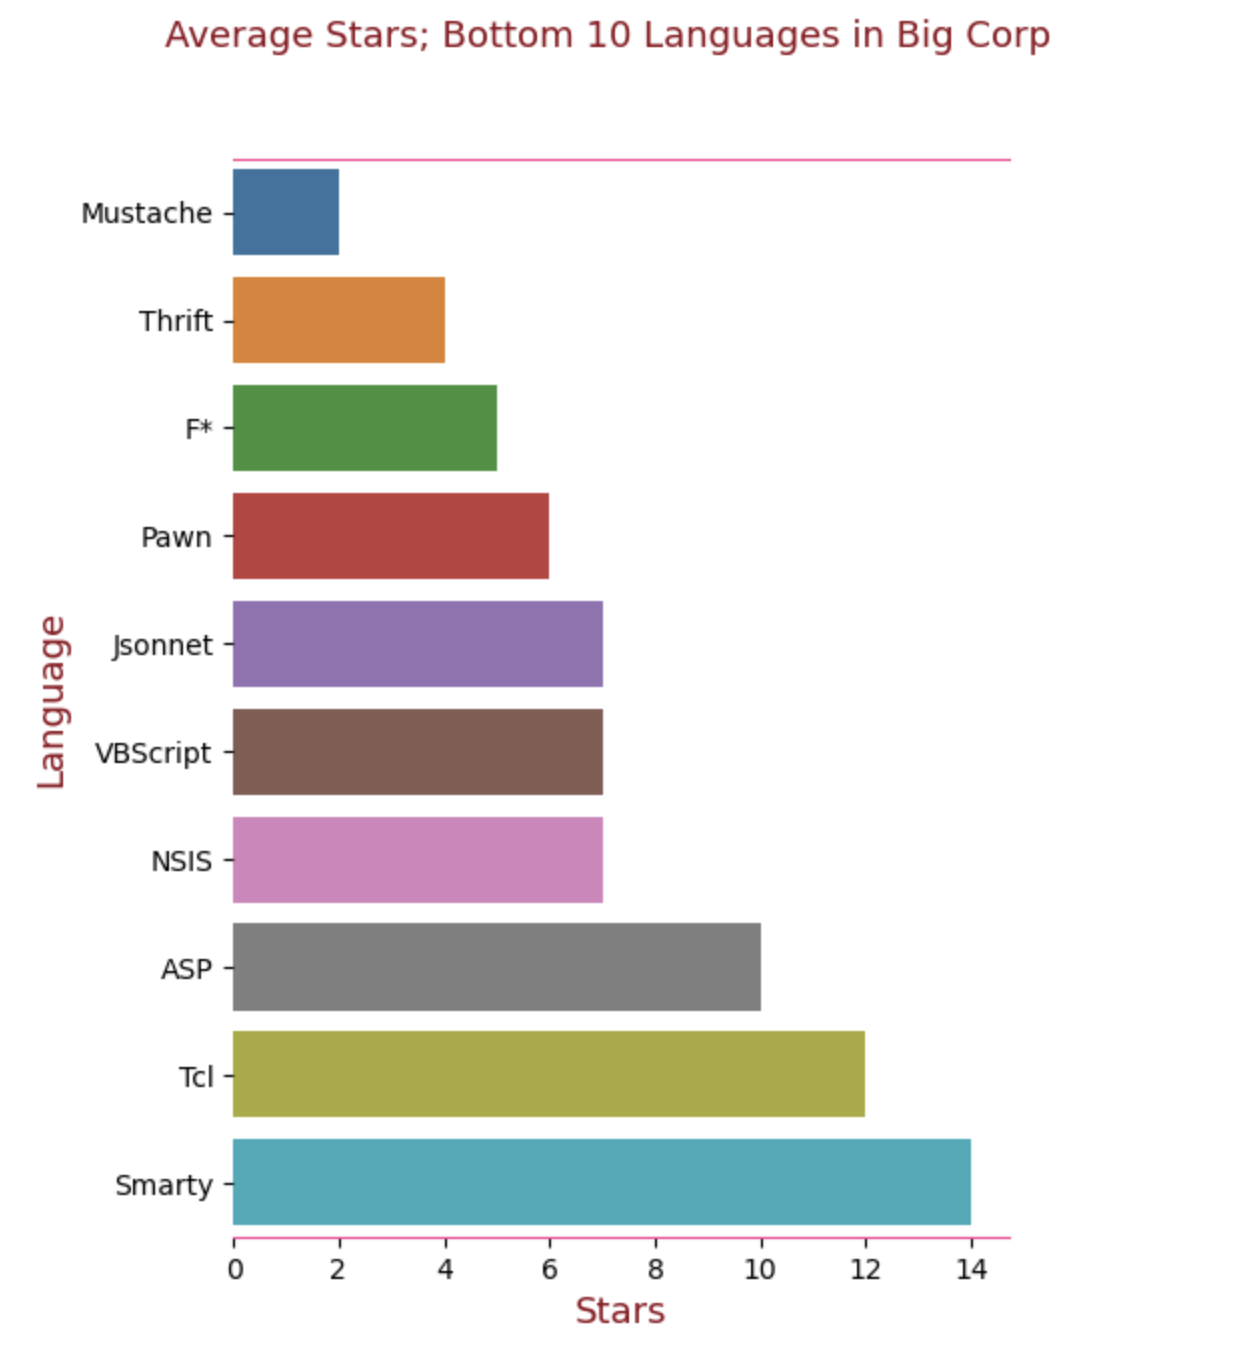 Average Stars; Bottom 10 Languages in Big Corp
Mustache
Thrift
F*
Pawn
Jsonnet
VBScript
NSIS
ASP
Tcl
Smarty
Language
0 2 4 6 8 10 12 14
Stars